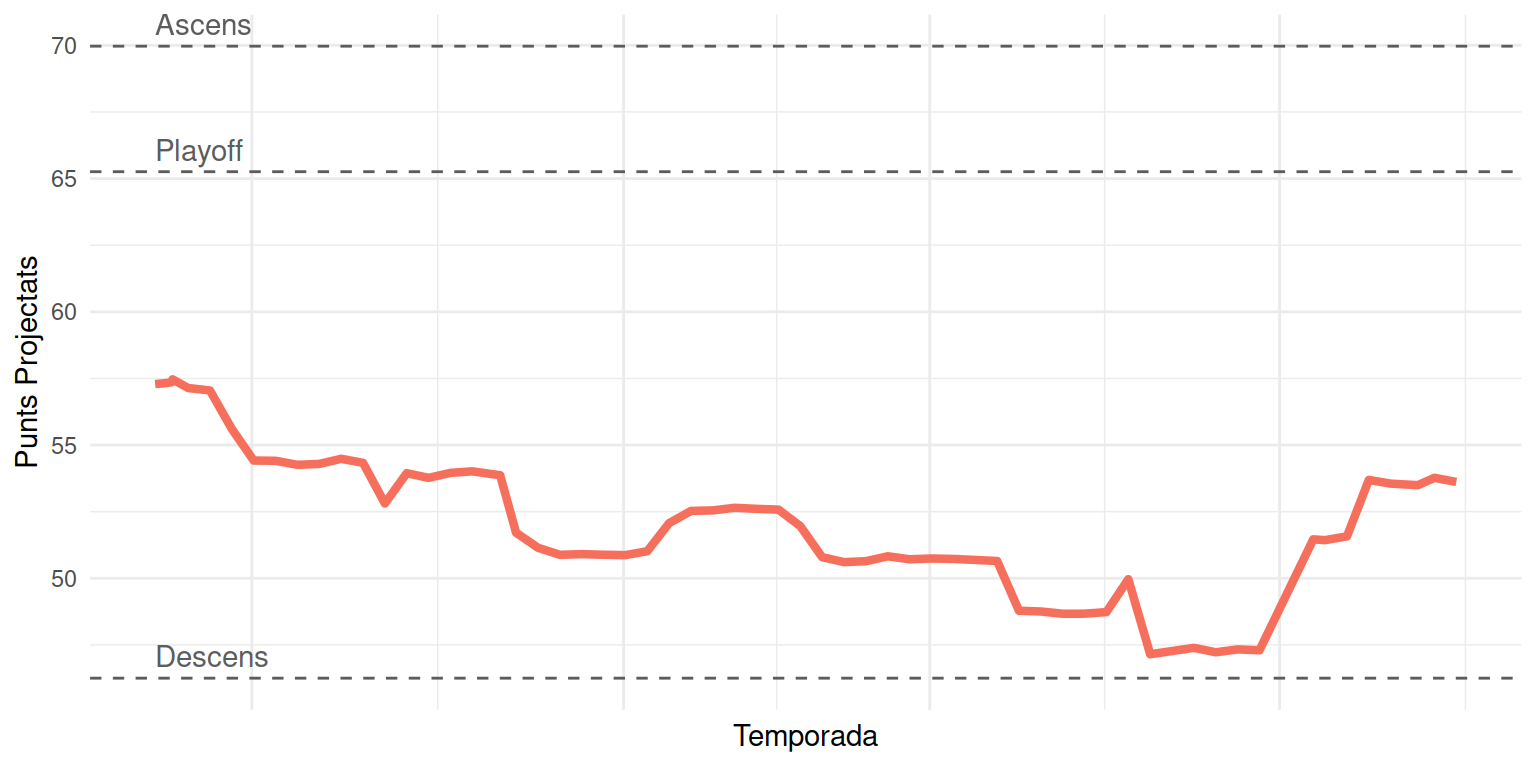 Ascens
70
Playoff
65
60
55
50
Descens
Punts Projectats
Temporada